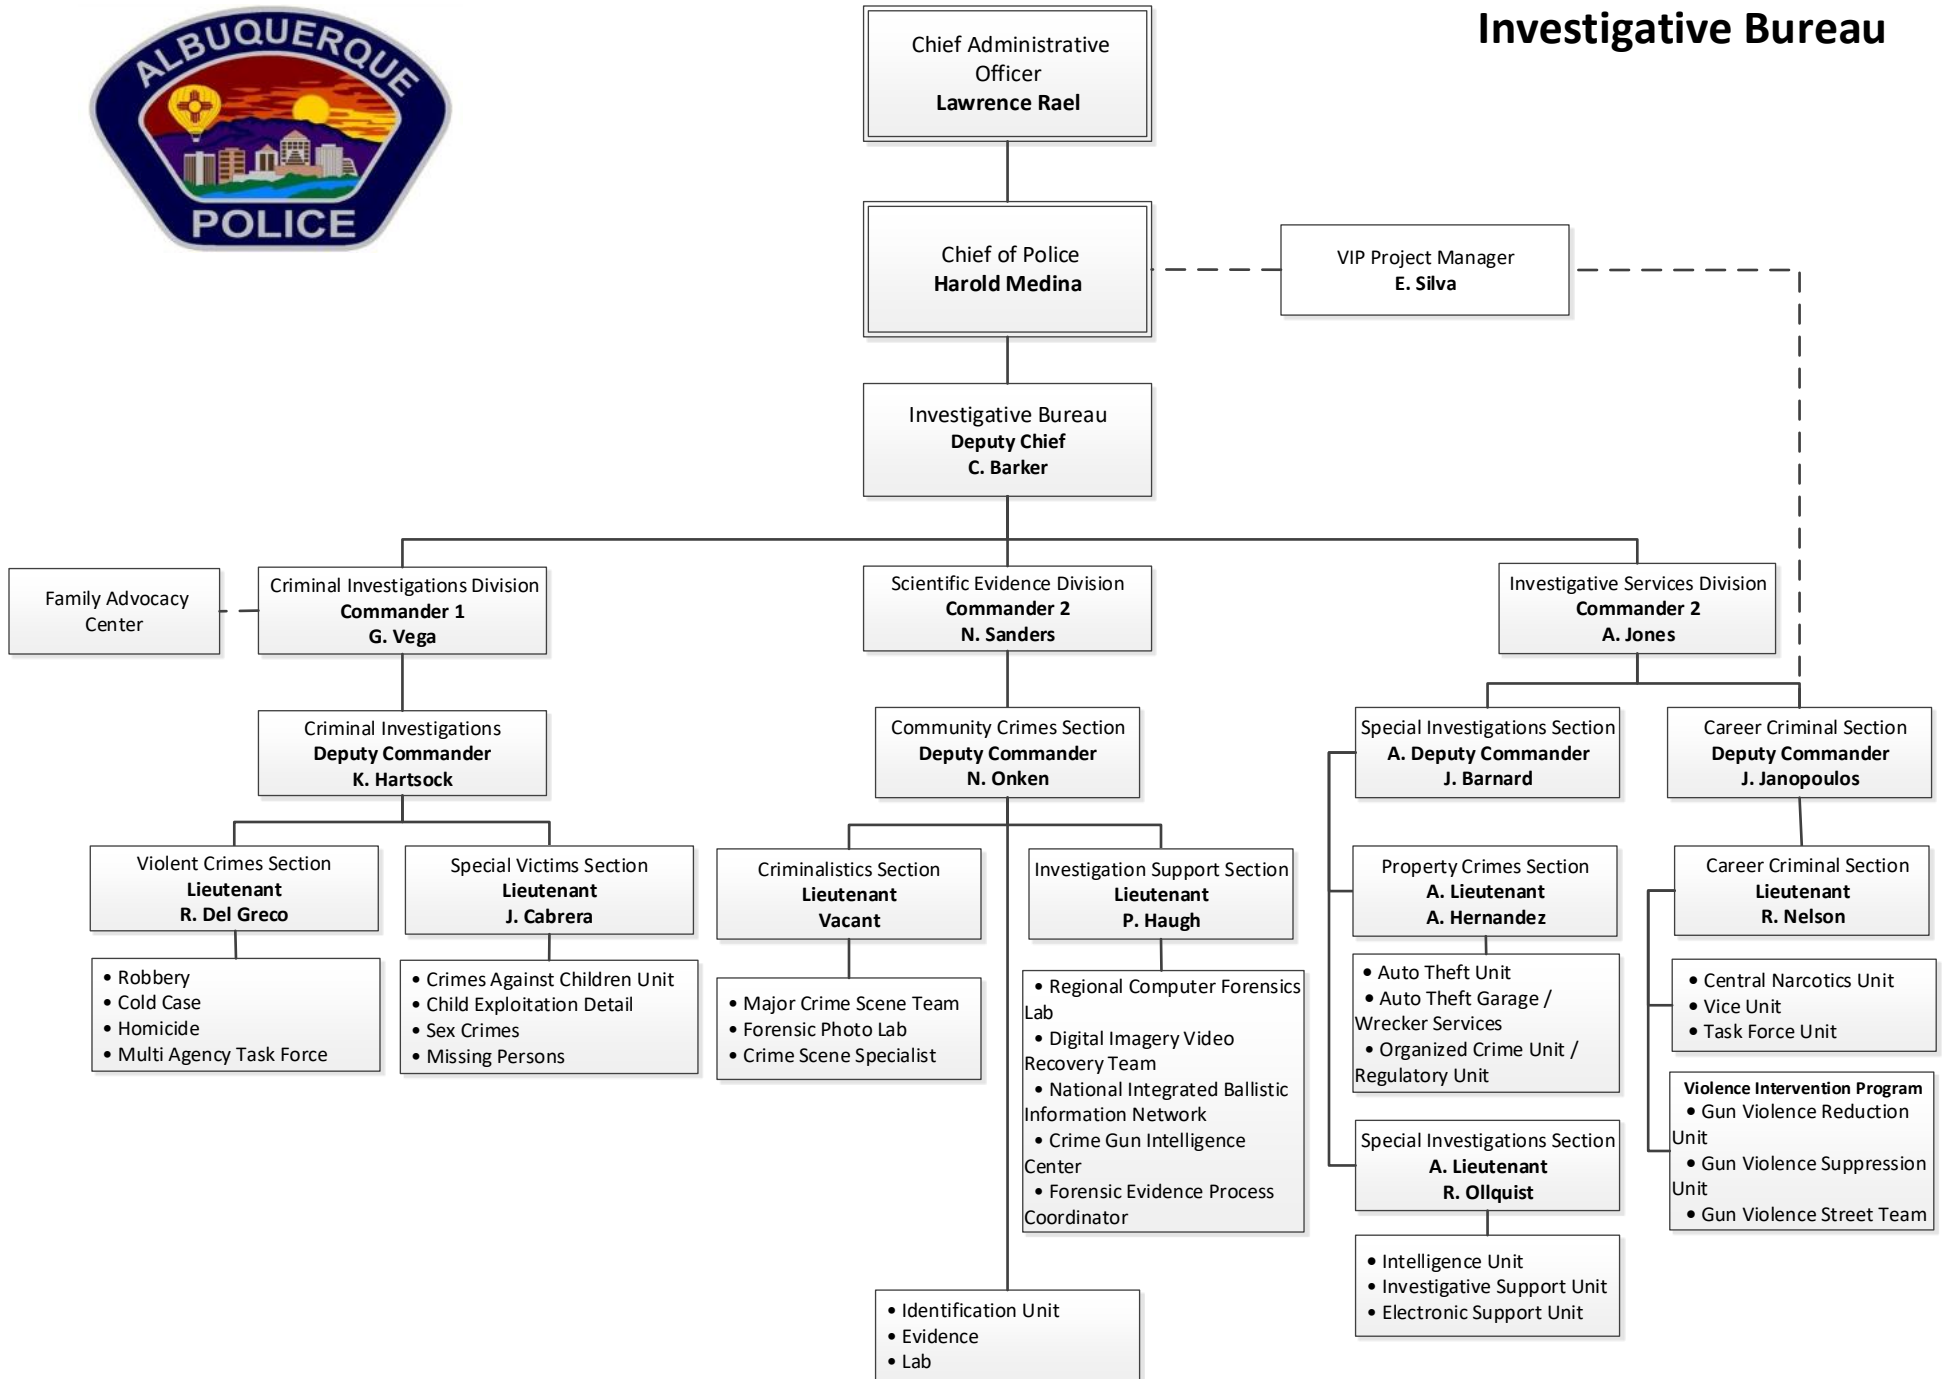 ALBUQUERQUE
POLICE
Investigative Bureau
Chief Administrative
Officer
Lawrence Rael
Chief of Police
Harold Medina
VIP Project Manager
E. Silva
Investigative Bureau
Deputy Chief
C. Barker
Family Advocacy
Center
Criminal Investigations Division
Commander 1
G. Vega
Scientific Evidence Division
Commander 2
N. Sanders
Investigative Services Division
Commander 2
A. Jones
Criminal Investigations
Deputy Commander
K. Hartsock
Community Crimes Section
Deputy Commander
N. Onken
Special Investigations Section
A. Deputy Commander
J. Barnard
Career Criminal Section
Deputy Commander
J. Janopoulos
Violent Crimes Section
Lieutenant
R. Del Greco
Special Victims Section
Lieutenant
J. Cabrera
Criminalistics Section
Lieutenant
Vacant
Investigation Support Section
Lieutenant
P. Haugh
Property Crimes Section
A. Lieutenant
A. Hernandez
Career Criminal Section
Lieutenant
R. Nelson
• Robbery
• Cold Case
• Homicide
• Multi Agency Task Force
• Crimes Against Children Unit
• Child Exploitation Detail
• Sex Crimes
• Missing Persons
• Major Crime Scene Team
• Forensic Photo Lab
• Crime Scene Specialist
• Regional Computer Forensics
Lab
• Digital Imagery Video
Recovery Team
• National Integrated Ballistic
Information Network
• Crime Gun Intelligence
Center
• Forensic Evidence Process
Coordinator
• Auto Theft Unit
• Auto Theft Garage /
Wrecker Services
• Organized Crime Unit /
Regulatory Unit
• Central Narcotics Unit
• Vice Unit
• Task Force Unit
Violence Intervention Program
• Gun Violence Reduction
Unit
• Gun Violence Suppression
Unit
• Gun Violence Street Team
Special Investigations Section
A. Lieutenant
R. Ollquist
• Intelligence Unit
• Investigative Support Unit
• Electronic Support Unit
• Identification Unit
• Evidence
• Lab